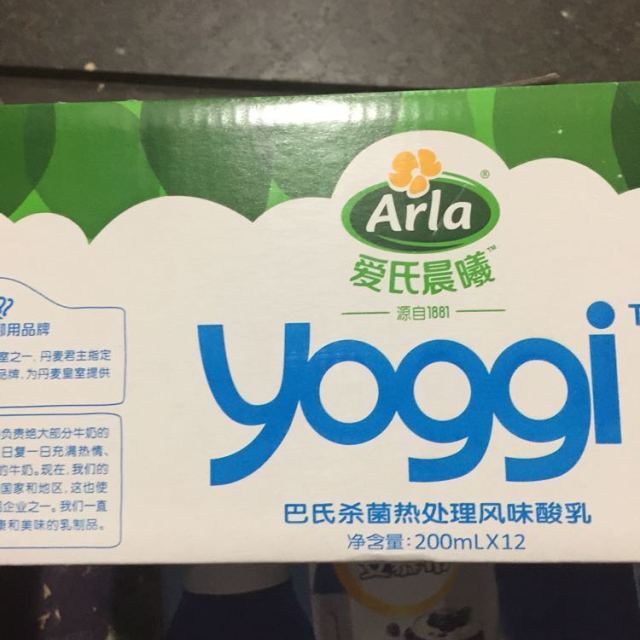 Arla®
爱氏晨曦™
源自1881
yoggi
御用品牌
室之一,丹麦君主指定
品牌,为丹麦皇室提供
负责绝大部分牛奶的
日复一日充满热情、
的牛奶。现在,我们的
国家和地区,这也使
企业之一。我们一直
康和美味的乳制品。
巴氏杀菌热处理风味酸乳
净含量:200mLX12